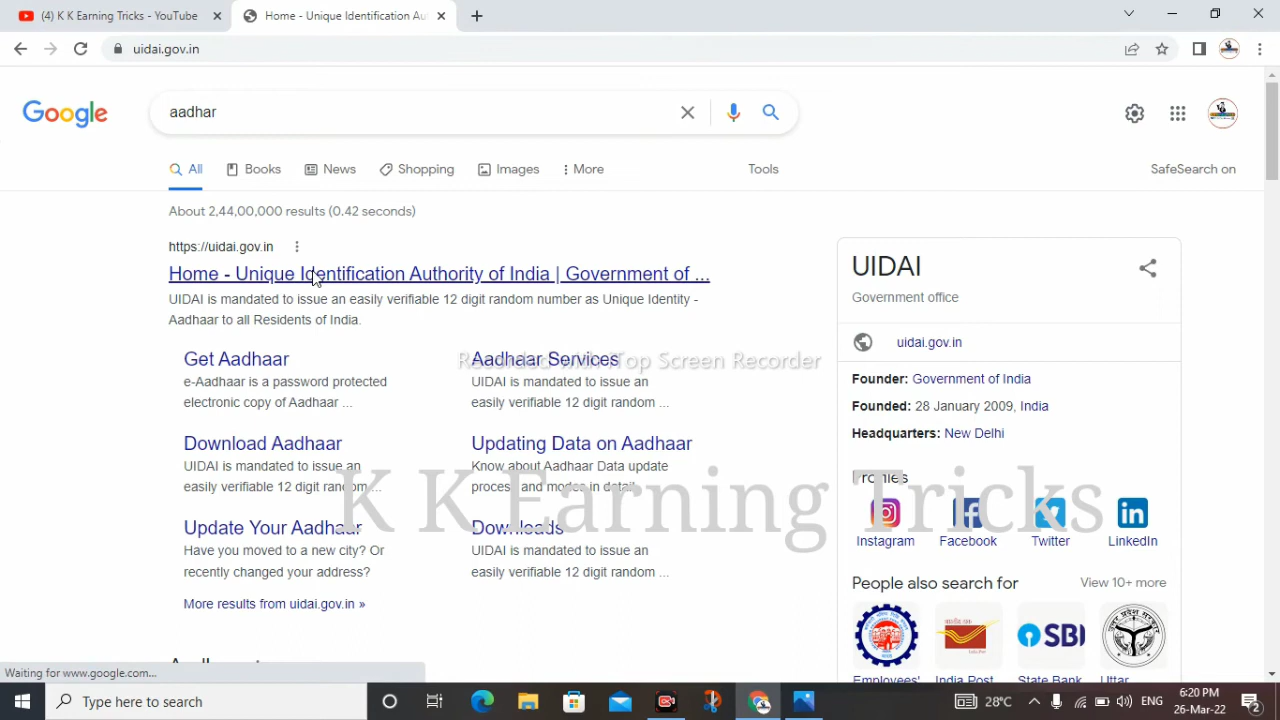 (4) K K Earning Tricks - YouTube
Home - Unique Identification Au
uidai.gov.in
Google
aadhar
All
Books
News
Shopping
Images
More
Tools
SafeSearch on
About 2,44,00,000 results (0.42 seconds)
https://uidai.gov.in
Home - Unique Identification Authority of India | Government of ...
UIDAI is mandated to issue an easily verifiable 12 digit random number as Unique Identity -
Aadhaar to all Residents of India.
Get Aadhaar
e-Aadhaar is a password protected
electronic copy of Aadhaar ...
Aadhaar Services
UIDAI is mandated to issue an
easily verifiable 12 digit random ...
Recorded with iTop Screen Recorder
Download Aadhaar
UIDAI is mandated to issue an
easily verifiable 12 digit random ...
Updating Data on Aadhaar
Know about Aadhaar Data update
process and modes in detail.
Update Your Aadhaar
Have you moved to a new city? Or
recently changed your address?
Downloads
UIDAI is mandated to issue an
easily verifiable 12 digit random ...
More results from uidai.gov.in »
K K Earning Tricks
UIDAI
Government office
uidai.gov.in
Founder: Government of India
Founded: 28 January 2009, India
Headquarters: New Delhi
Profiles
Instagram
Facebook
Twitter
LinkedIn
People also search for
View 10+ more
SBI
Employees'
India Post
State Bank
Uttar
Waiting for www.google.com...
Type here to search
28°C
ENG
6:20 PM
26-Mar-22
2